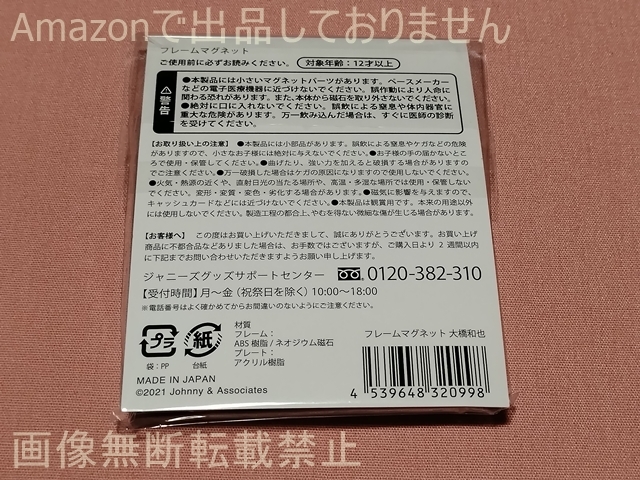 Amazonで出品しておりません
フレームマグネット
ご使用前に必ずお読みください。
対象年齢：12才以上
警告
●本製品には小さいマグネットパーツがあります。ペースメーカー
などの電子医療機器に近づけないでください。誤作動により人命に
関わる恐れがあります。また、本体から磁石を取り外さないでください。
●絶対に口に入れないでください。誤飲による窒息や体内器官に
重大な危険があります。万一飲み込んだ場合は、すぐに医師の診断
を受けてください。
【お取り扱い上の注意】 ●本製品には小部品があります。誤飲による窒息やケガなどの危険
がありますので、小さなお子様には絶対に与えないでください。●お子様の手の届かないとこ
ろで使用・保管してください。●曲げたり、強い力を加えると破損する場合がありますので
でご注意ください。●万一破損した場合はケガの原因になりますので使用しないでください。
●火気・熱源の近くや、直射日光の当たる場所や、高温・多湿な場所では使用・保管しない
でください。変形・変質・変色・劣化する場合があります。●磁気に影響を与えますので、
キャッシュカードなどには近づけないでください。●本製品は観賞用です。本来の用途以外
には使用しないでください。製造工程の都合上、やむを得ない微細な傷が生じる場合があります。
【お客様へ】 この度はお買い上げいただきまして、誠にありがとうございます。お買い上げ
商品に不都合品などありました場合は、お手数ではございますが、ご購入日より 2 週間以内
に下記までお問い合わせいただきますようお願い申し上げます。
ジャニーズグッズサポートセンター 0120-382-310
【受付時間】月〜金（祝祭日を除く）10:00〜18:00
※電話番号はよく確かめてからお間違いのないようにご注意ください。
プラ
袋：PP
紙
台紙
材質
フレーム：
ABS 樹脂 / ネオジウム磁石
プレート：
アクリル樹脂
フレームマグネット 大橋和也
4 539648 320998
MADE IN JAPAN
©2021 Johnny & Associates
画像無断転載禁止